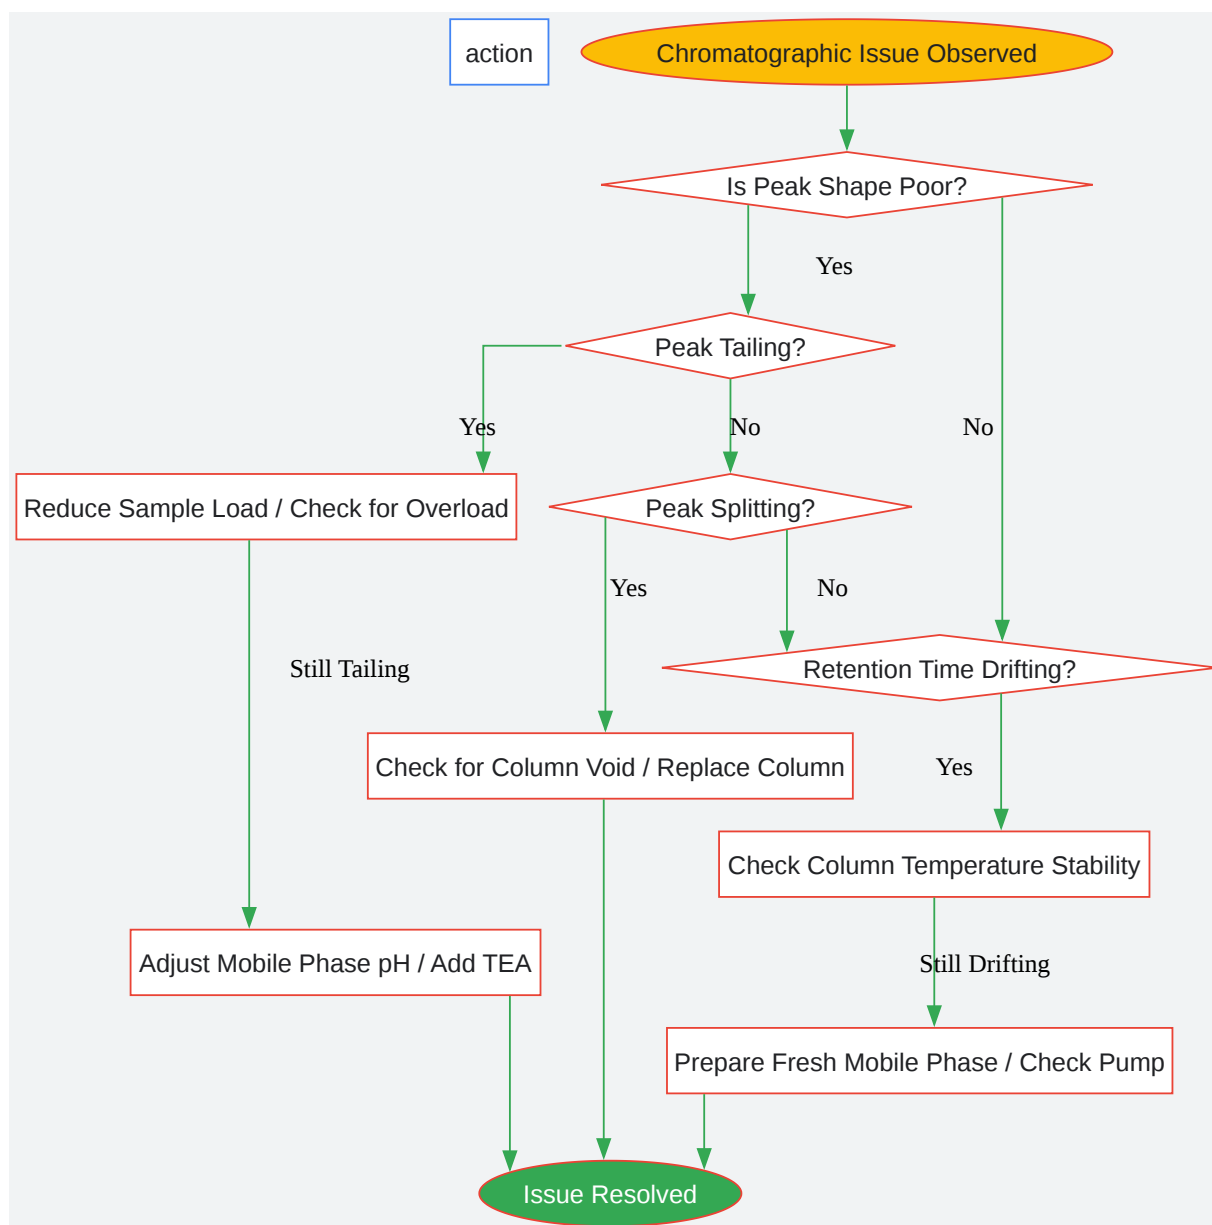 action
Chromatographic Issue Observed
Is Peak Shape Poor?
Yes
Peak Tailing?
Yes
No
No
Reduce Sample Load / Check for Overload
Peak Splitting?
Yes
No
Still Tailing
Retention Time Drifting?
Check for Column Void / Replace Column
Yes
Check Column Temperature Stability
Adjust Mobile Phase pH / Add TEA
Still Drifting
Prepare Fresh Mobile Phase / Check Pump
Issue Resolved